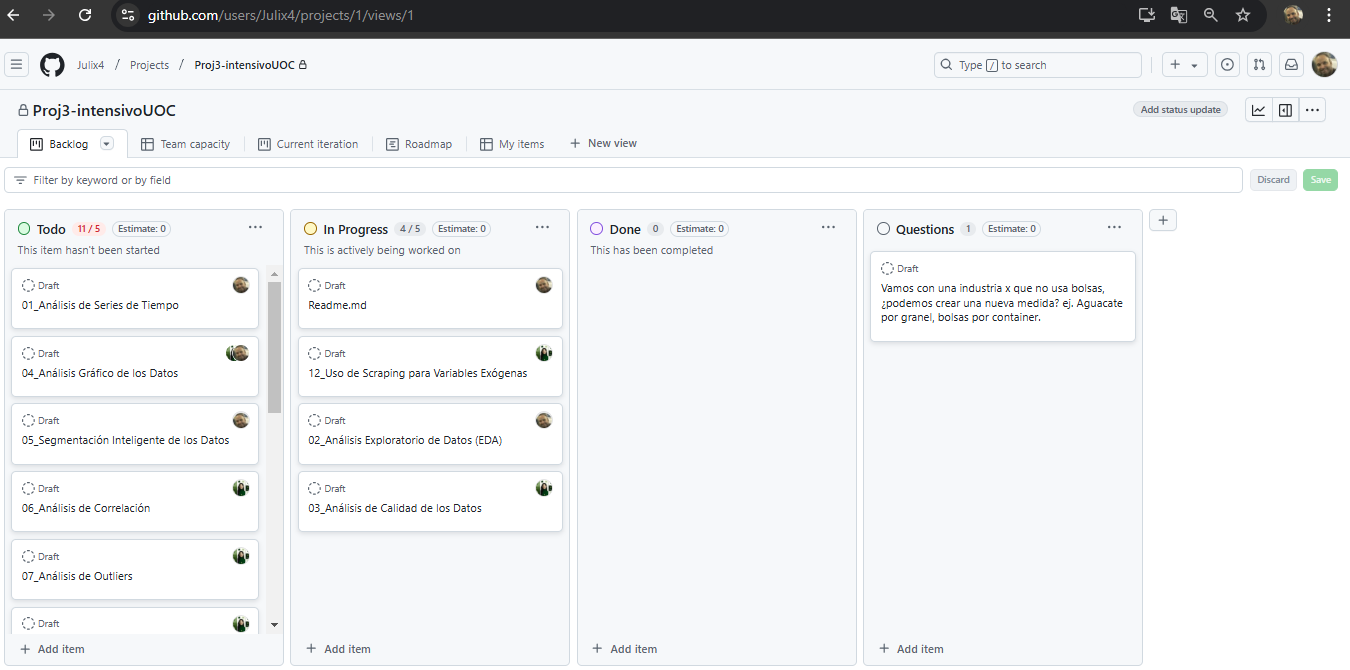 github.com/users/Julix4/projects/1/views/1
Julix4 / Projects / Proj3-intensivoUOC
Type / to search
Proj3-intensivoUOC
Add status update
Backlog
Team capacity
Current iteration
Roadmap
My items
New view
Filter by keyword or by field
Discard
Save
Todo 11 / 5 Estimate: 0
This item hasn't been started
Draft
01_Análisis de Series de Tiempo
Draft
04_Análisis Gráfico de los Datos
Draft
05_Segmentación Inteligente de los Datos
Draft
06_Análisis de Correlación
Draft
07_Análisis de Outliers
Draft
Add item
In Progress 4 / 5 Estimate: 0
This is actively being worked on
Draft
Readme.md
Draft
12_Uso de Scraping para Variables Exógenas
Draft
02_Análisis Exploratorio de Datos (EDA)
Draft
03_Análisis de Calidad de los Datos
Add item
Done 0 Estimate: 0
This has been completed
Add item
Questions 1 Estimate: 0
Draft
Vamos con una industria x que no usa bolsas,
¿podemos crear una nueva medida? ej. Aguacate
por granel, bolsas por container.
Add item